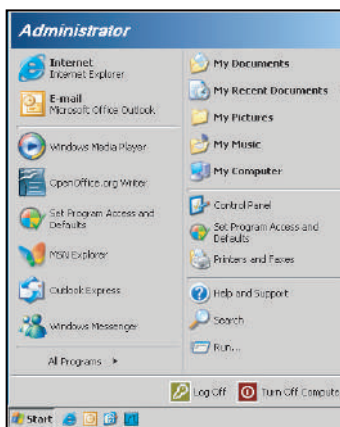 Administrator
Internet
Internet Explorer
E-mail
Microsoft Office Outlook
Windows Media Player
OpenOffice.org Writer
Set Program Access and
Defaults
MSN Explorer
Outlook Express
Windows Messenger
All Programs
My Documents
My Recent Documents
My Pictures
My Music
My Computer
Control Panel
Set Program Access and
Defaults
Printers and Faxes
Help and Support
Search
Run...
Log Off
Turn Off Compute
Start